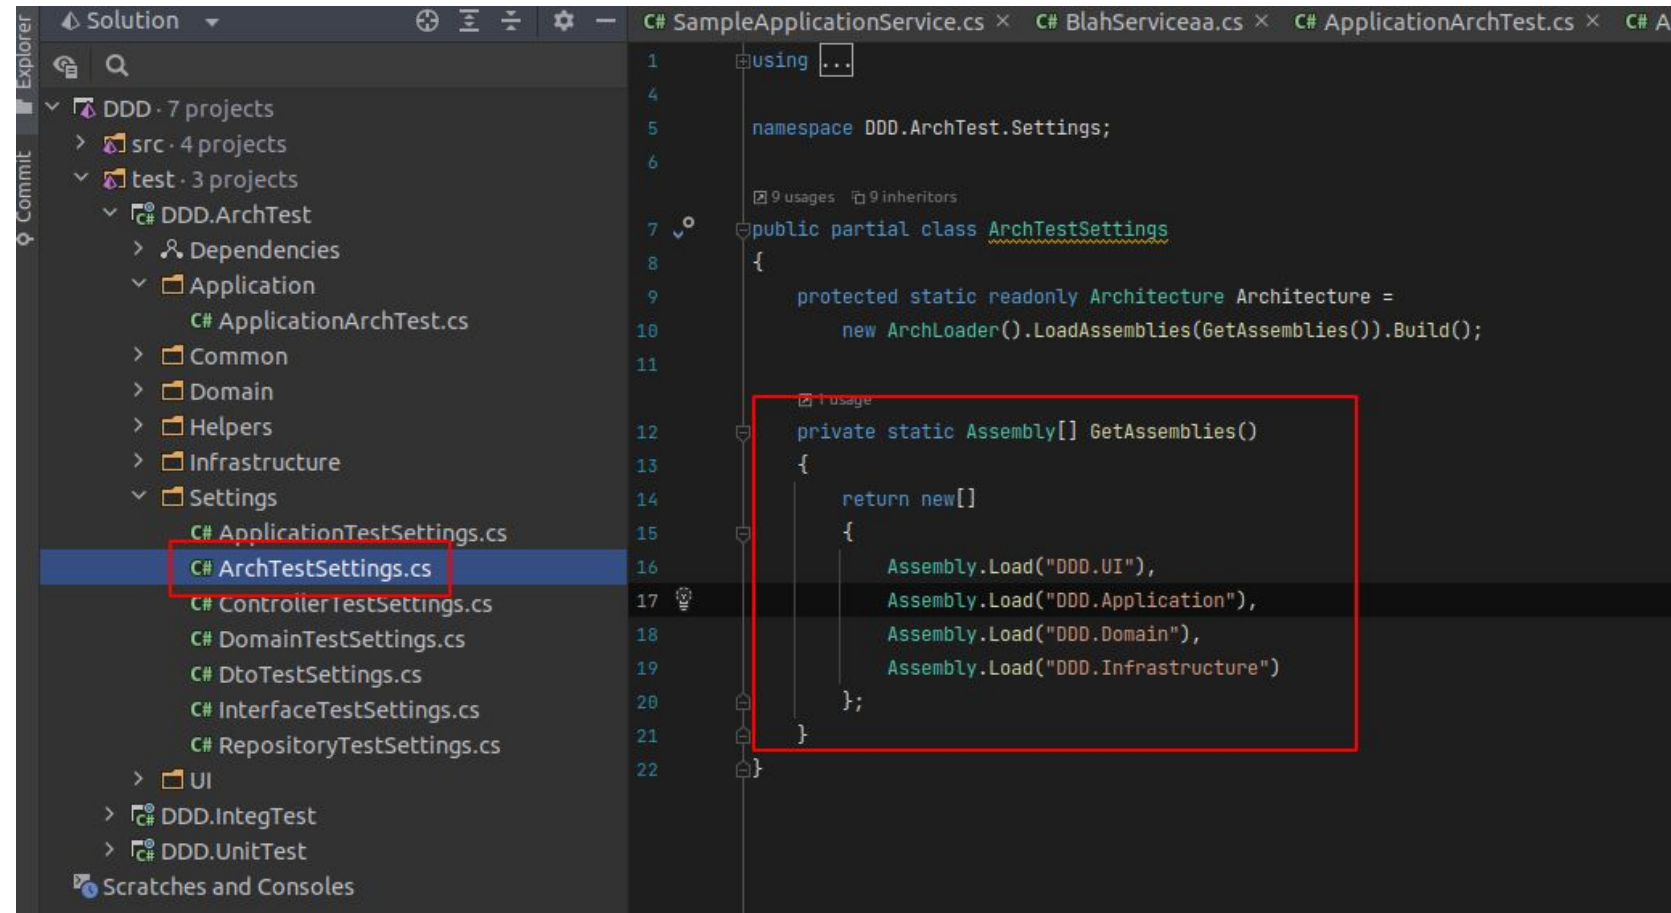 Solution
SampleApplicationService.cs
BlahServiceaa.cs
ApplicationArchTest.cs
Explorer
Commit
DDD · 7 projects
src · 4 projects
test · 3 projects
DDD.ArchTest
Dependencies
Application
C# ApplicationArchTest.cs
Common
Domain
Helpers
Infrastructure
Settings
C# ApplicationTestSettings.cs
C# ArchTestSettings.cs
C# ControllerTestSettings.cs
C# DomainTestSettings.cs
C# DtoTestSettings.cs
C# InterfaceTestSettings.cs
C# RepositoryTestSettings.cs
UI
DDD.IntegTest
DDD.UnitTest
Scratches and Consoles
1 using ...
4
5 namespace DDD.ArchTest.Settings;
6
9 usages 9 inheritors
7 public partial class ArchTestSettings
8 {
9 protected static readonly Architecture Architecture =
10 new ArchLoader().LoadAssemblies(GetAssemblies()).Build();
11
1 usage
12 private static Assembly[] GetAssemblies()
13 {
14 return new[]
15 {
16 Assembly.Load("DDD.UI"),
17 Assembly.Load("DDD.Application"),
18 Assembly.Load("DDD.Domain"),
19 Assembly.Load("DDD.Infrastructure")
20 };
21 }
22 }